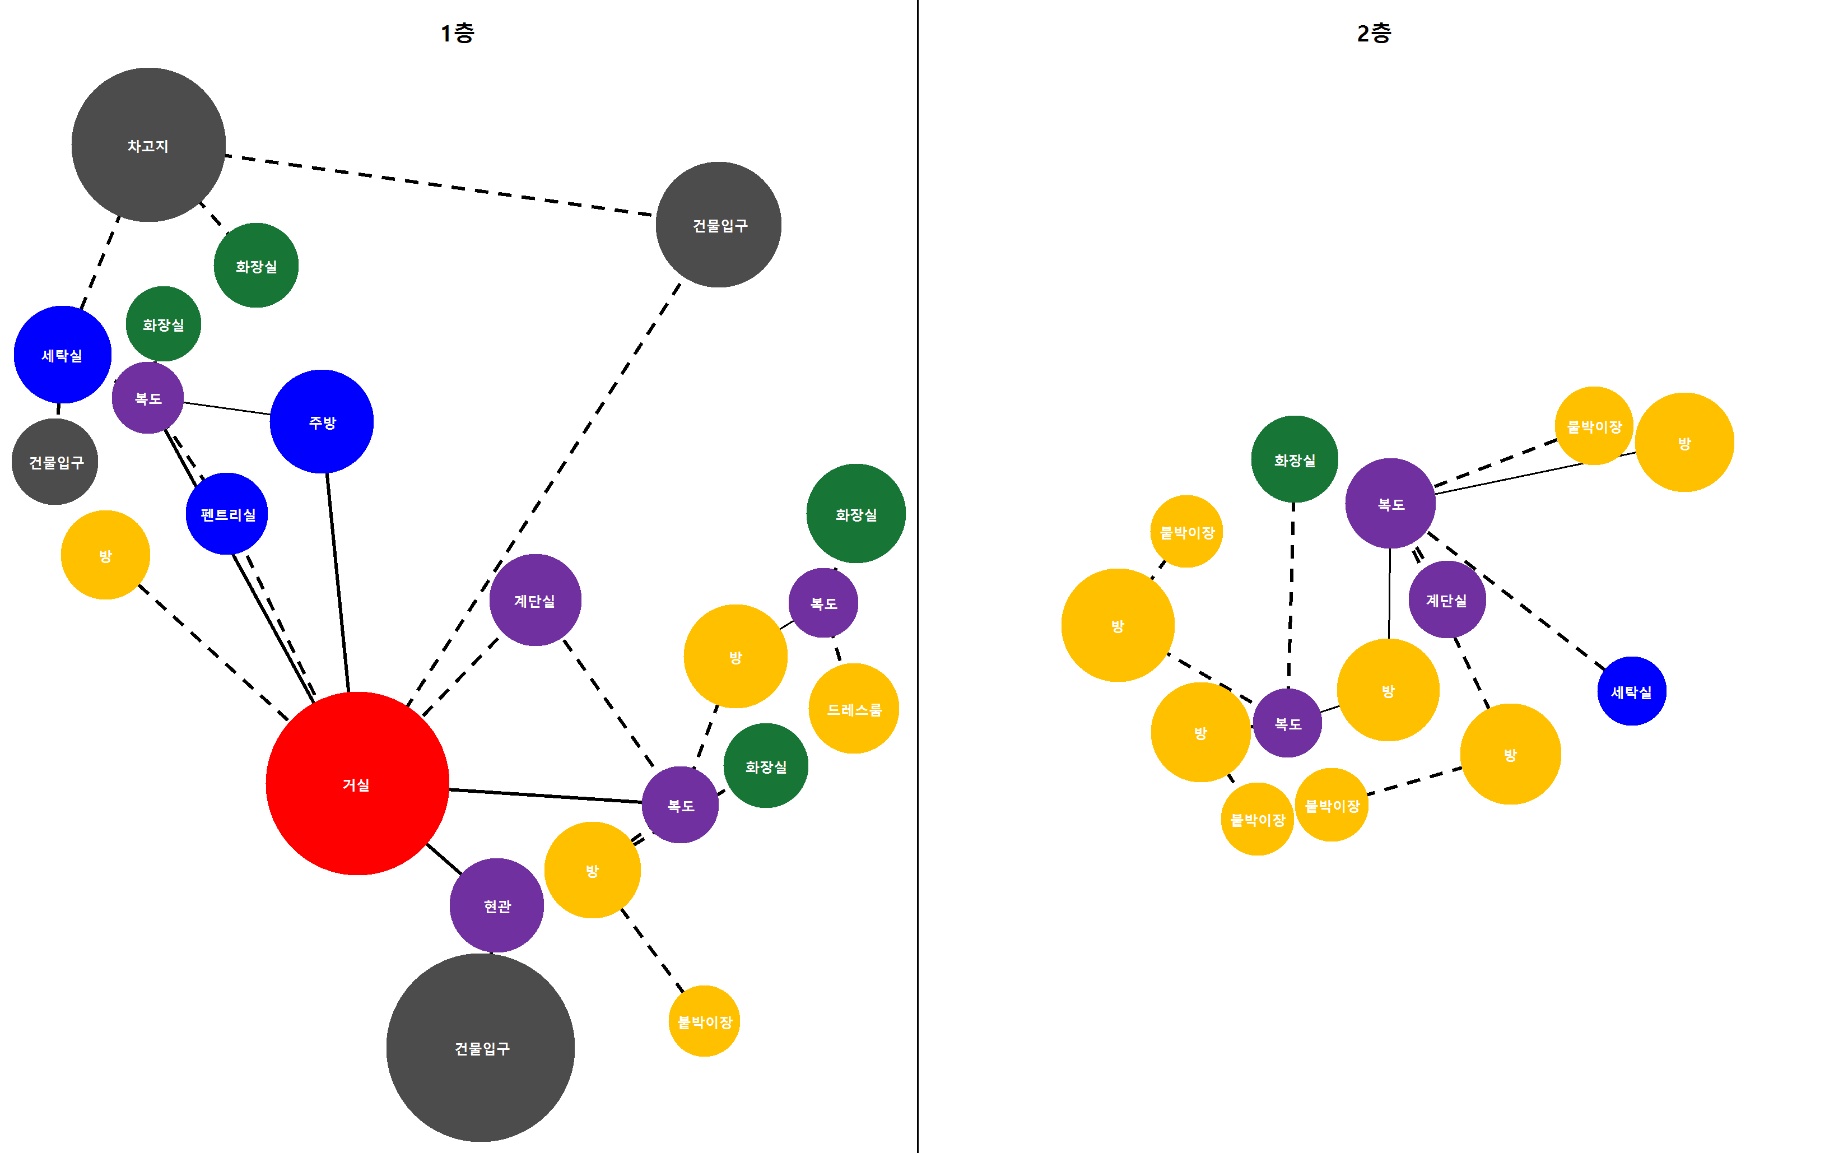 1층
차고지
건물입구
화장실
화장실
세탁실
복도
주방
건물입구
펜트리실
방
계단실
화장실
복도
방
드레스룸
화장실
거실
복도
방
현관
붙박이장
건물입구
2층
붙박이장
방
화장실
복도
붙박이장
계단실
방
세탁실
방
복도
방
방
붙박이장
붙박이장